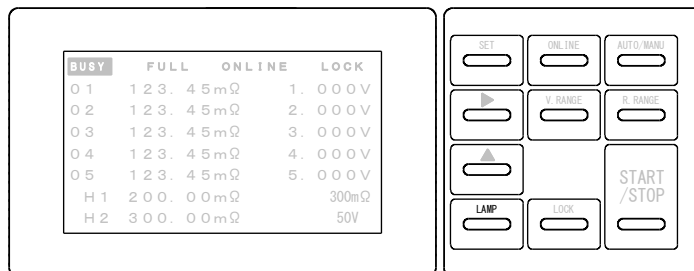 BUSY FULL ONLINE LOCK
01 123.45mΩ 1.000V
02 123.45mΩ 2.000V
03 123.45mΩ 3.000V
04 123.45mΩ 4.000V
05 123.45mΩ 5.000V
H1 200.00mΩ 300mΩ
H2 300.00mΩ 50V
SET ONLINE AUTO/MANU
V.RANGE R.RANGE
START
/STOP
LAMP LOCK